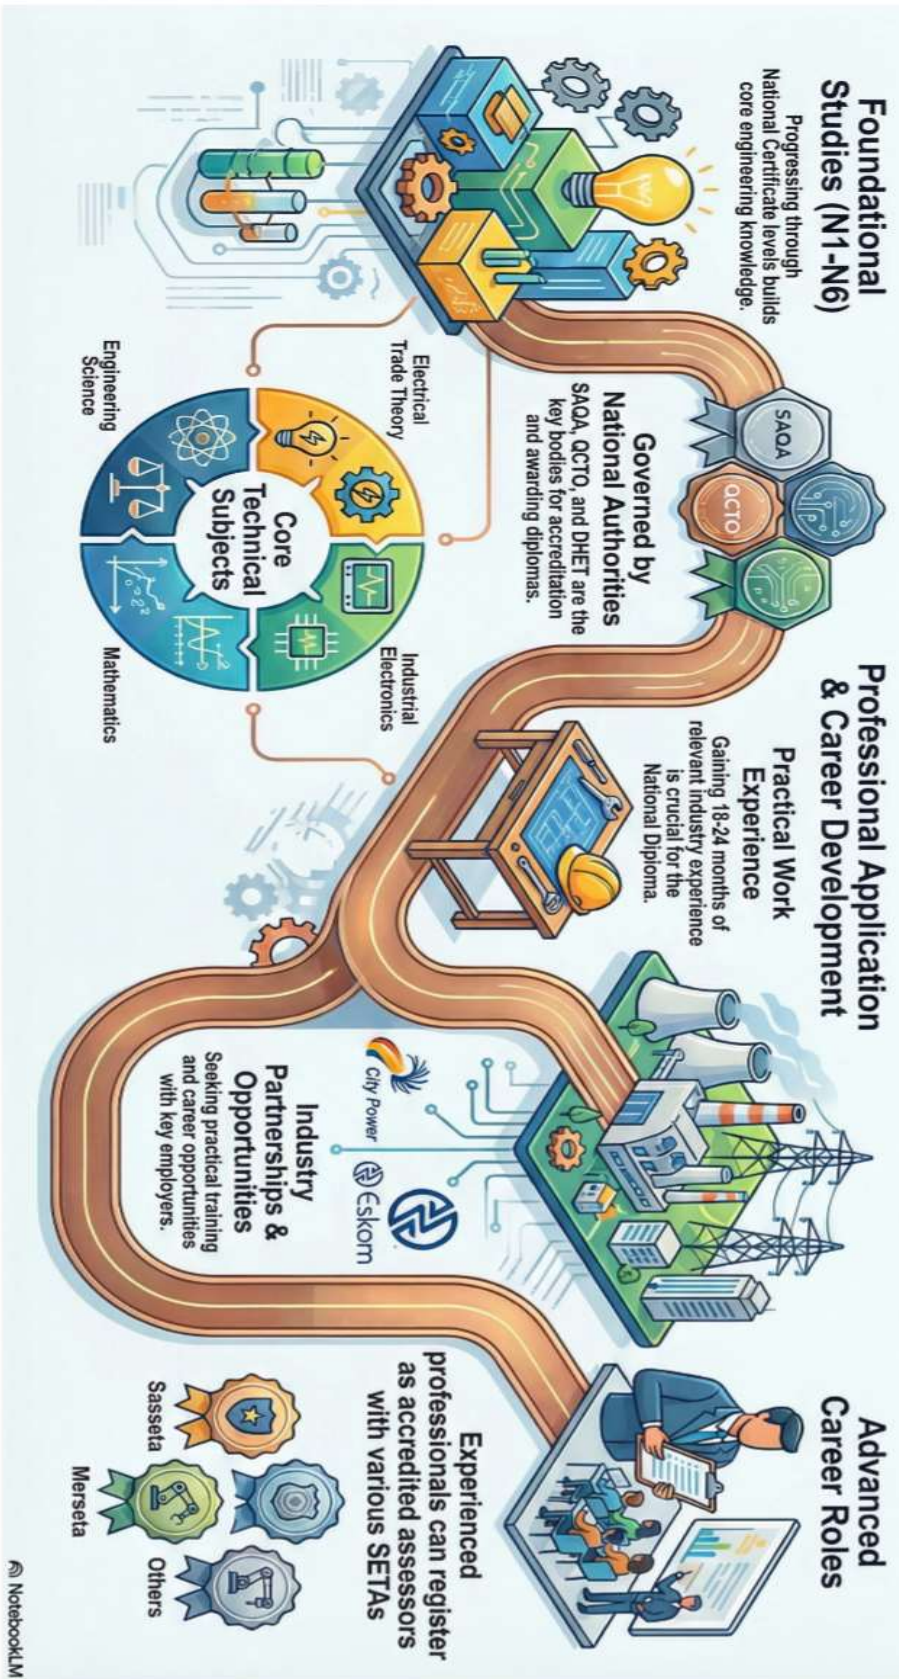 Foundational
Studies (N1-N6)
Progressing through
National Certificate levels builds
core engineering knowledge.
SAQA
QCTO
Governed by
National Authorities
SAQA, QCTO, and DHET are the
key bodies for accreditation
and awarding diplomas.
Electrical
Trade Theory
Engineering
Science
Core
Technical
Subjects
Industrial
Electronics
Mathematics
Professional Application
& Career Development
Practical Work
Experience
Gaining 18-24 months of
relevant industry experience
is crucial for the
National Diploma.
City Power
Eskom
Industry
Partnerships &
Opportunities
Seeking practical training
and career opportunities
with key employers.
Advanced
Career Roles
Experienced
professionals can register
as accredited assessors
with various SETAs
Sasseta
Merseta
Others
NotebookLM